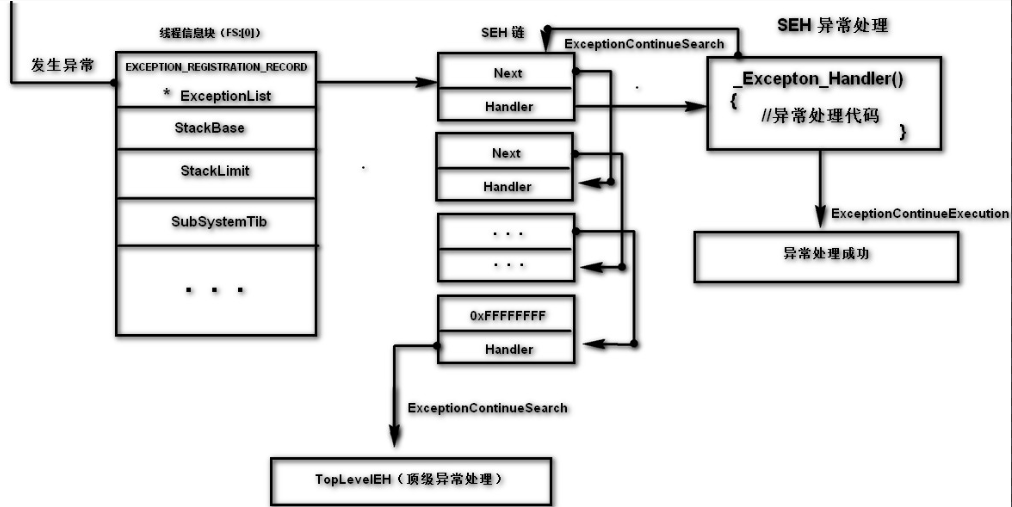 线程信息块（FS:[0]）
SEH 链
SEH 异常处理
ExceptionContinueSearch
发生异常
EXCEPTION_REGISTRATION_RECORD
* ExceptionList
StackBase
StackLimit
SubSystemTib
. . .
Next
Handler
Next
Handler
. . .
. . .
0xFFFFFFFF
Handler
_Excepton_Handler()
{
//异常处理代码
}
ExceptionContinueExecution
异常处理成功
ExceptionContinueSearch
TopLevelEH（顶级异常处理）